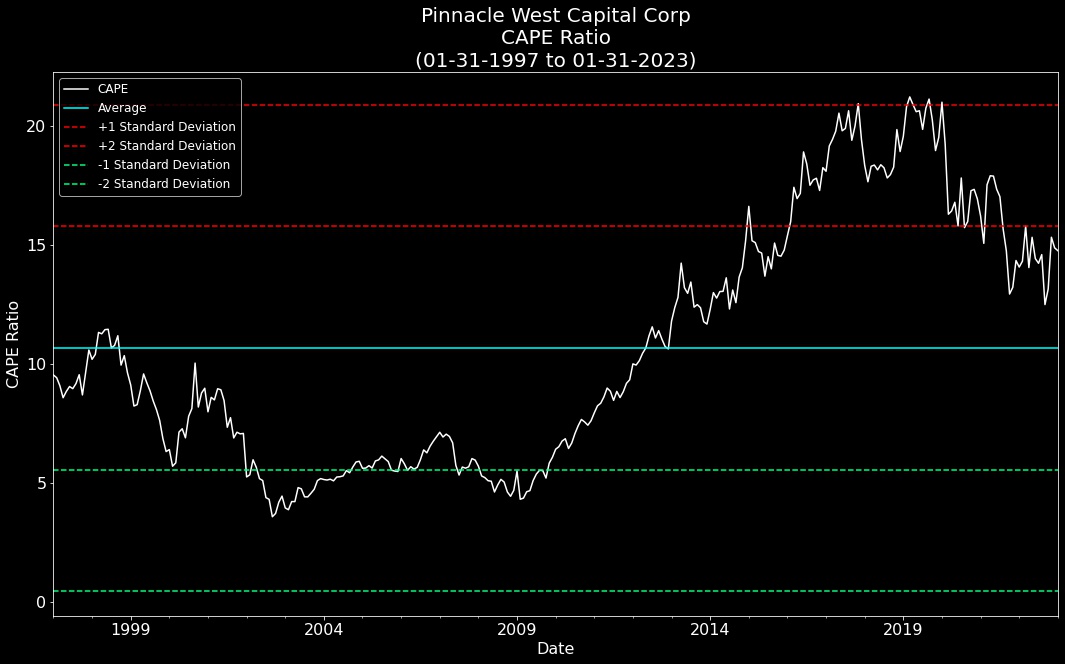 Pinnacle West Capital Corp
CAPE Ratio
(01-31-1997 to 01-31-2023)
CAPE
Average
+1 Standard Deviation
+2 Standard Deviation
-1 Standard Deviation
-2 Standard Deviation
20
15
10
5
0
CAPE Ratio
1999
2004
2009
2014
2019
Date